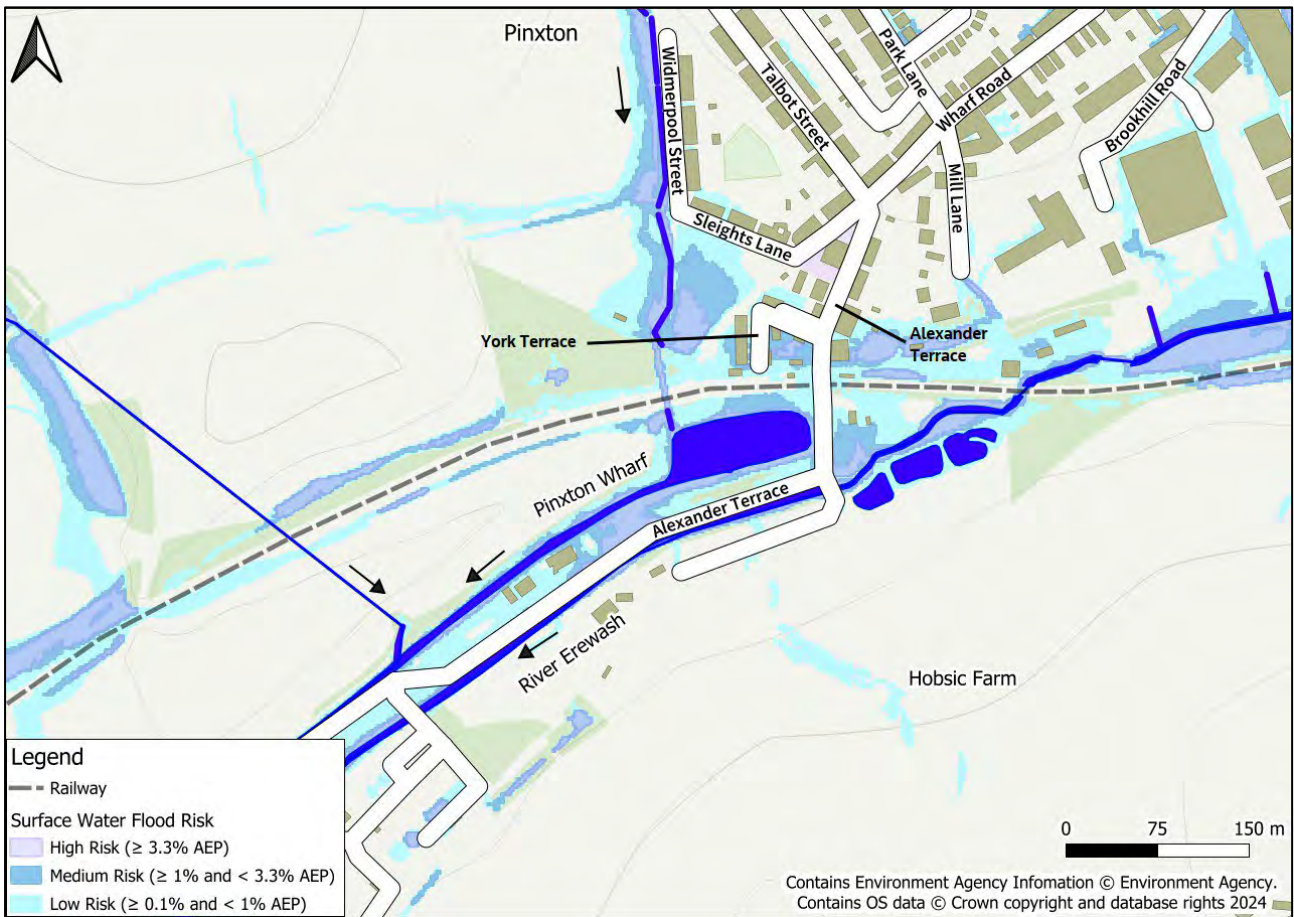 Pinxton
Widmerpool Street
Talbot Street
Park Lane
Wharf Road
Brookhill Road
Mill Lane
Sleights Lane
York Terrace
Alexander
Terrace
Pinxton Wharf
Alexander Terrace
River Erewash
Hobsic Farm
Legend
Railway
Surface Water Flood Risk
High Risk (≥ 3.3% AEP)
Medium Risk (≥ 1% and < 3.3% AEP)
Low Risk (≥ 0.1% and < 1% AEP)
0 75 150 m
Contains Environment Agency Infomation © Environment Agency.
Contains OS data © Crown copyright and database rights 2024